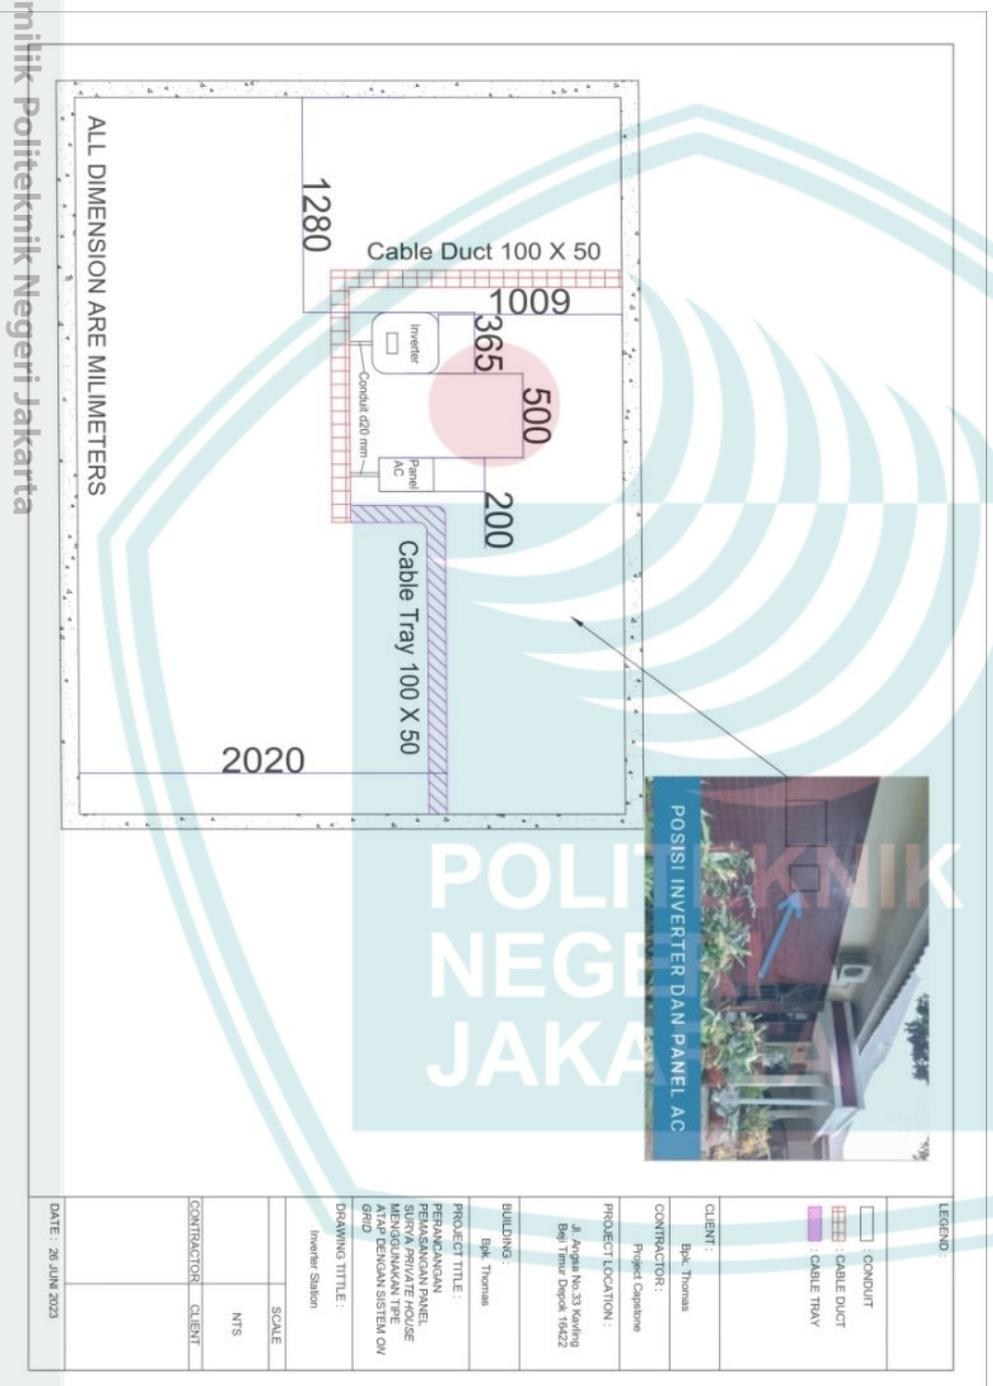 milik Politeknik Negeri Jakarta
Cable Duct 100 X 50
1280
1009
365
500
200
Inverter
Conduit d20 mm
Panel
AC
Cable Tray 100 X 50
2020
ALL DIMENSION ARE MILIMETERS
POSISI INVERTER DAN PANEL AC
POLITEKNIK
NEGERI
JAKARTA
LEGEND :
: CONDUIT
: CABLE DUCT
: CABLE TRAY
CLIENT :
Bpk. Thomas
CONTRACTOR :
Project Capstone
PROJECT LOCATION :
Jl. Angsa No. 33 Kavling
Beji Timur Depok 16422
BUILDING :
Bpk. Thomas
PROJECT TITLE :
PERANCANGAN
PEMASANGAN PANEL
SURYA PRIVATE HOUSE
MENGGUNAKAN TIPE
ATAP DENGAN SISTEM ON
GRID
DRAWING TITTLE :
Inverter Station
SCALE
NTS
CONTRACTOR
CLIENT
DATE : 26 JUNI 2023